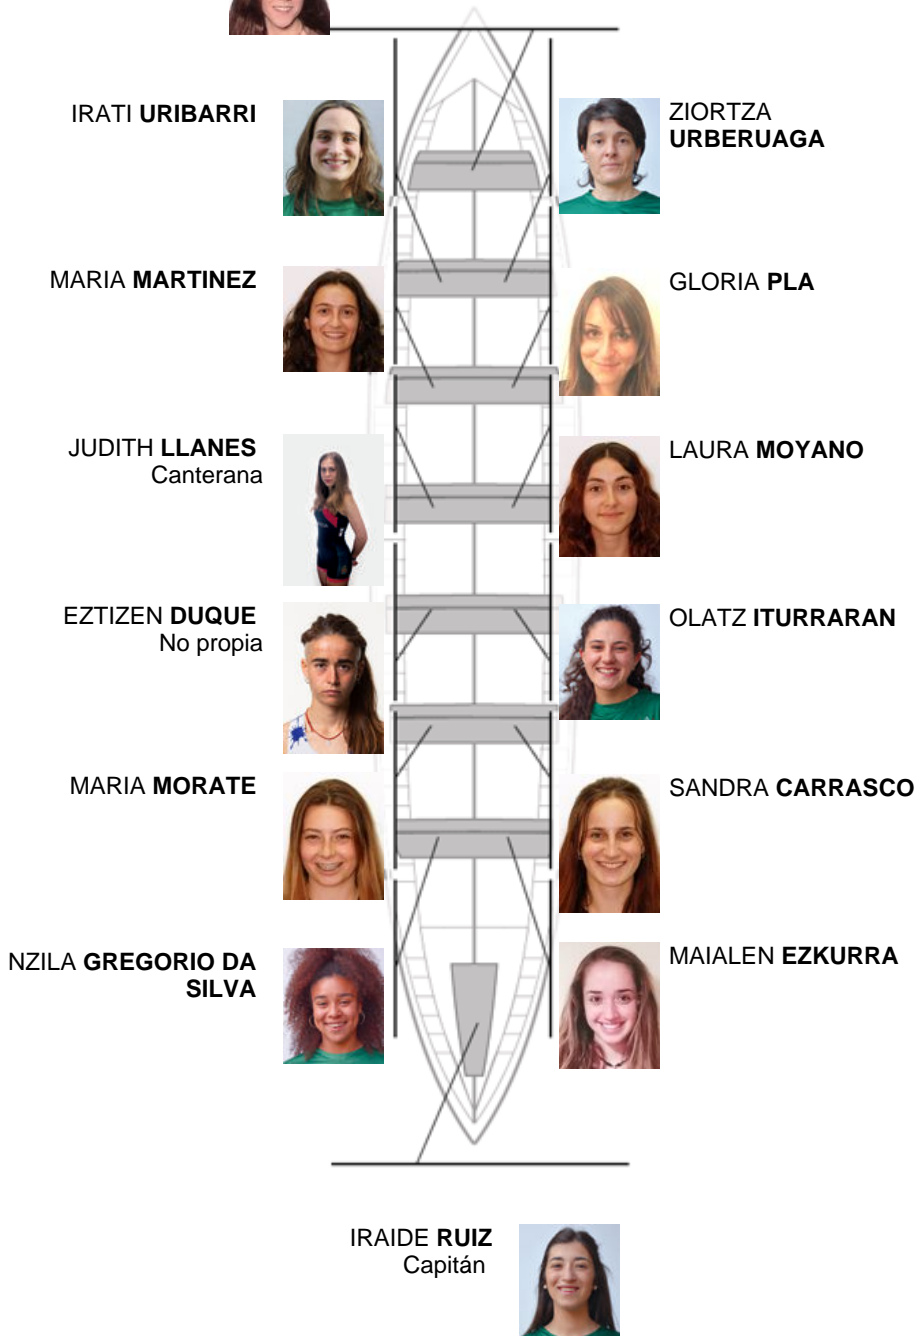 IRATI URIBARRI
ZIORTZA
URBERUAGA
MARIA MARTINEZ
GLORIA PLA
JUDITH LLANES
Canterana
LAURA MOYANO
EZTIZEN DUQUE
No propia
OLATZ ITURRARAN
MARIA MORATE
SANDRA CARRASCO
NZILA GREGORIO DA
SILVA
MAIALEN EZKURRA
IRAIDE RUIZ
Capitán